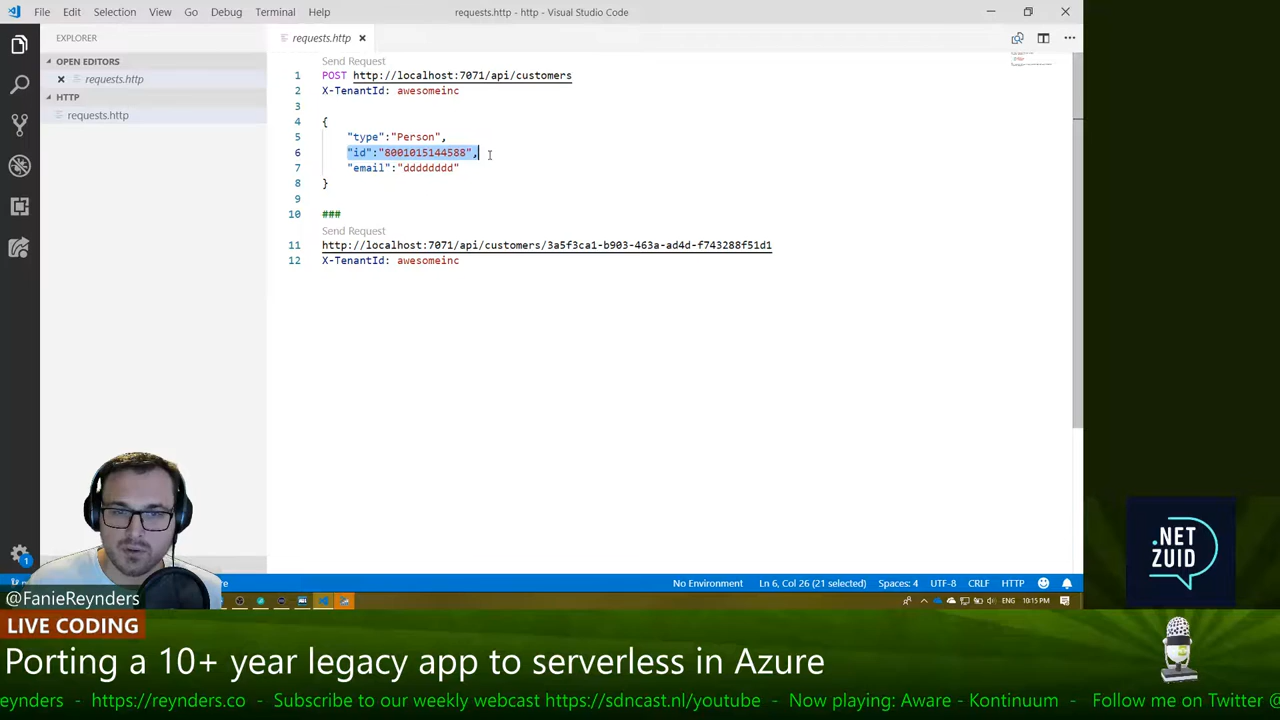 File Edit Selection View Go Debug Terminal Help
requests.http - http - Visual Studio Code
EXPLORER
requests.http
OPEN EDITORS
requests.http
HTTP
requests.http
Send Request
1 POST http://localhost:7071/api/customers
2 X-TenantId: awesomeinc
3
4 {
5 "type":"Person",
6 "id":"8001015144588",
7 "email":"dddddddd"
8 }
9
10 ###
Send Request
11 http://localhost:7071/api/customers/3a5f3ca1-b903-463a-ad4d-f743288f51d1
12 X-TenantId: awesomeinc
1
No Environment Ln 6, Col 26 (21 selected) Spaces: 4 UTF-8 CRLF HTTP
ENG 10:15 PM
.NET
ZUID
@FanieReynders
LIVE CODING
Porting a 10+ year legacy app to serverless in Azure
eynders - https://reynders.co - Subscribe to our weekly webcast https://sdncast.nl/youtube - Now playing: Aware - Kontinuum - Follow me on Twitter @